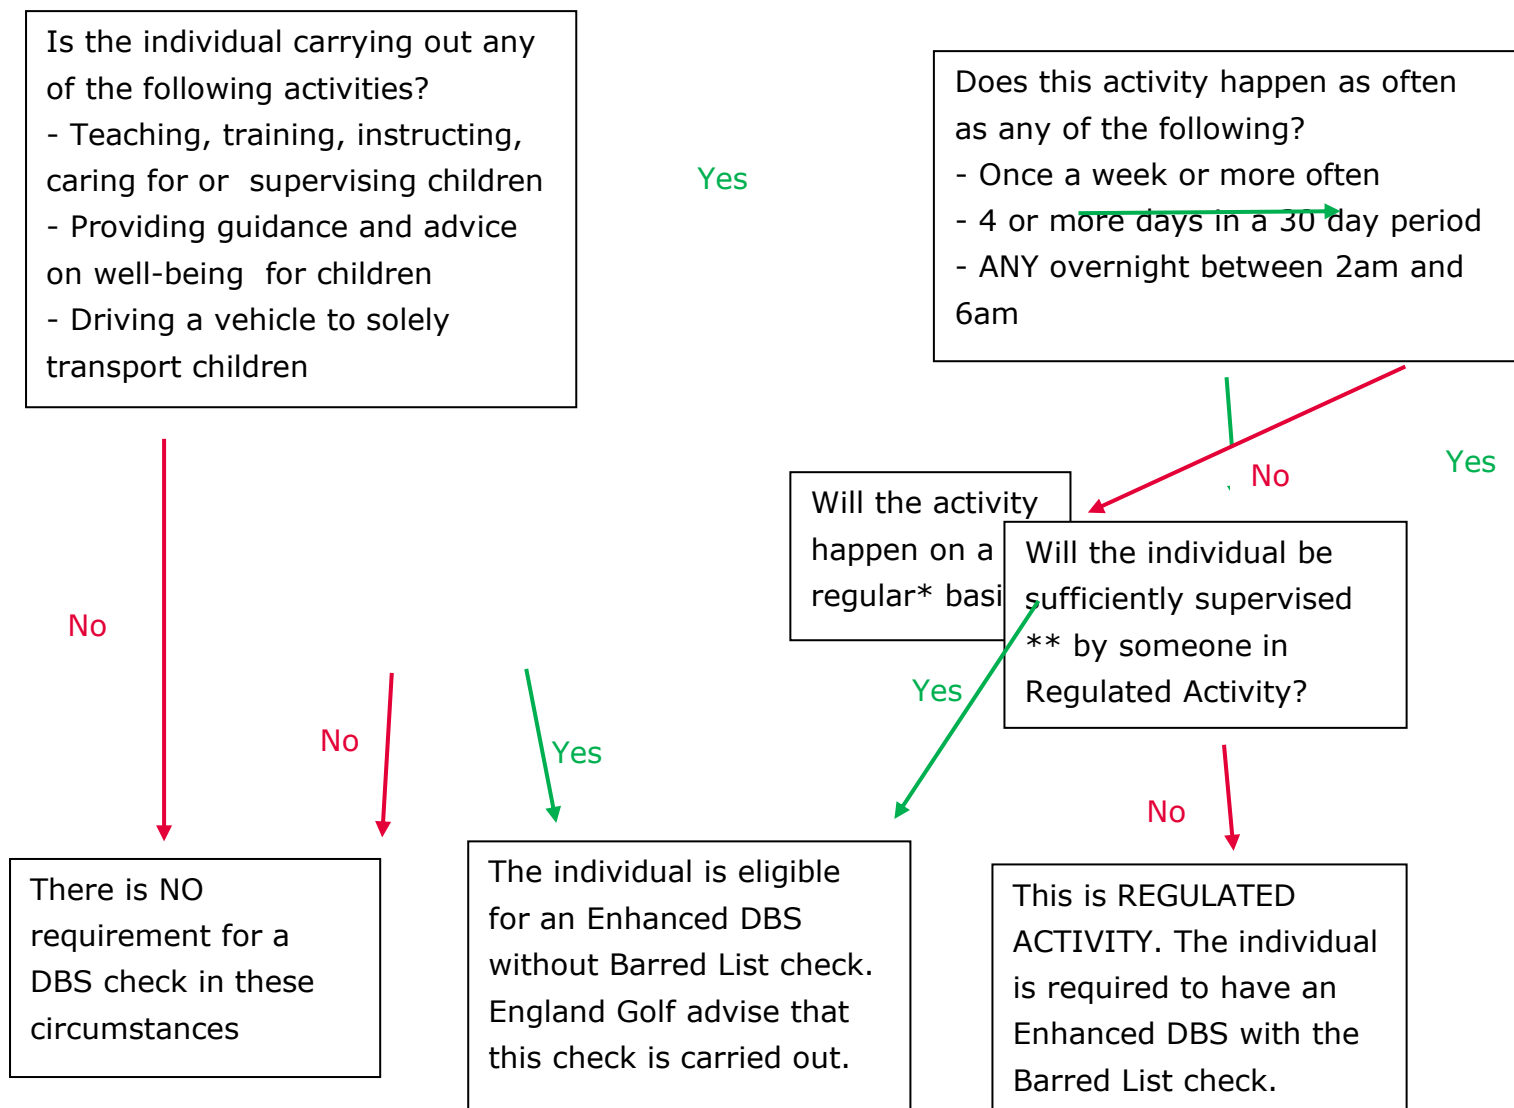 Is the individual carrying out any
of the following activities?
- Teaching, training, instructing,
caring for or  supervising children
- Providing guidance and advice
on well-being  for children
- Driving a vehicle to solely
transport children
Yes
Does this activity happen as often
as any of the following?
- Once a week or more often
- 4 or more days in a 30 day period
- ANY overnight between 2am and
6am
Yes
No
Will the activity
happen on a
regular* basi
Will the individual be
sufficiently supervised
** by someone in
Regulated Activity?
No
No
Yes
Yes
No
There is NO
requirement for a
DBS check in these
circumstances
The individual is eligible
for an Enhanced DBS
without Barred List check.
England Golf advise that
this check is carried out.
This is REGULATED
ACTIVITY. The individual
is required to have an
Enhanced DBS with the
Barred List check.